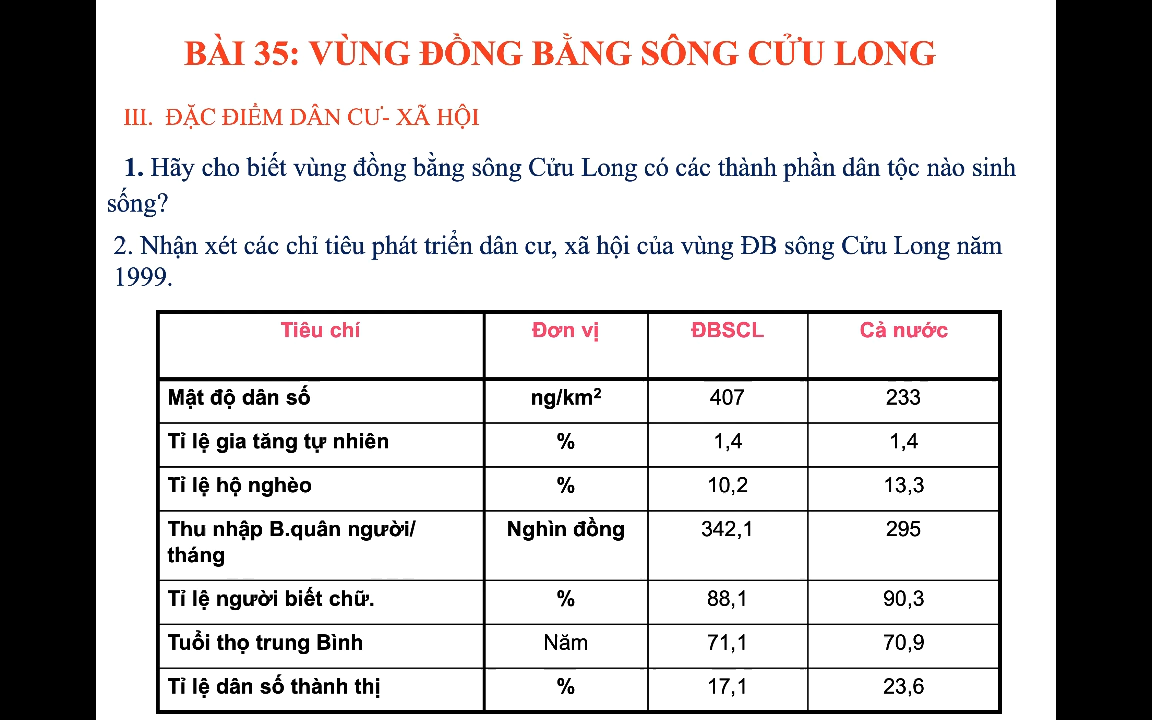 BÀI 35: VÙNG ĐỒNG BẰNG SÔNG CỬU LONG
III. ĐẶC ĐIỂM DÂN CƯ- XÃ HỘI
1. Hãy cho biết vùng đồng bằng sông Cửu Long có các thành phần dân tộc nào sinh
sống?
2. Nhận xét các chỉ tiêu phát triển dân cư, xã hội của vùng ĐB sông Cửu Long năm
1999.
Tiêu chí Đơn vị ĐBSCL Cả nước
Mật độ dân số ng/km² 407 233
Tỉ lệ gia tăng tự nhiên % 1,4 1,4
Tỉ lệ hộ nghèo % 10,2 13,3
Thu nhập B.quân người/ Nghìn đồng 342,1 295
tháng
Tỉ lệ người biết chữ. % 88,1 90,3
Tuổi thọ trung Bình Năm 71,1 70,9
Tỉ lệ dân số thành thị % 17,1 23,6